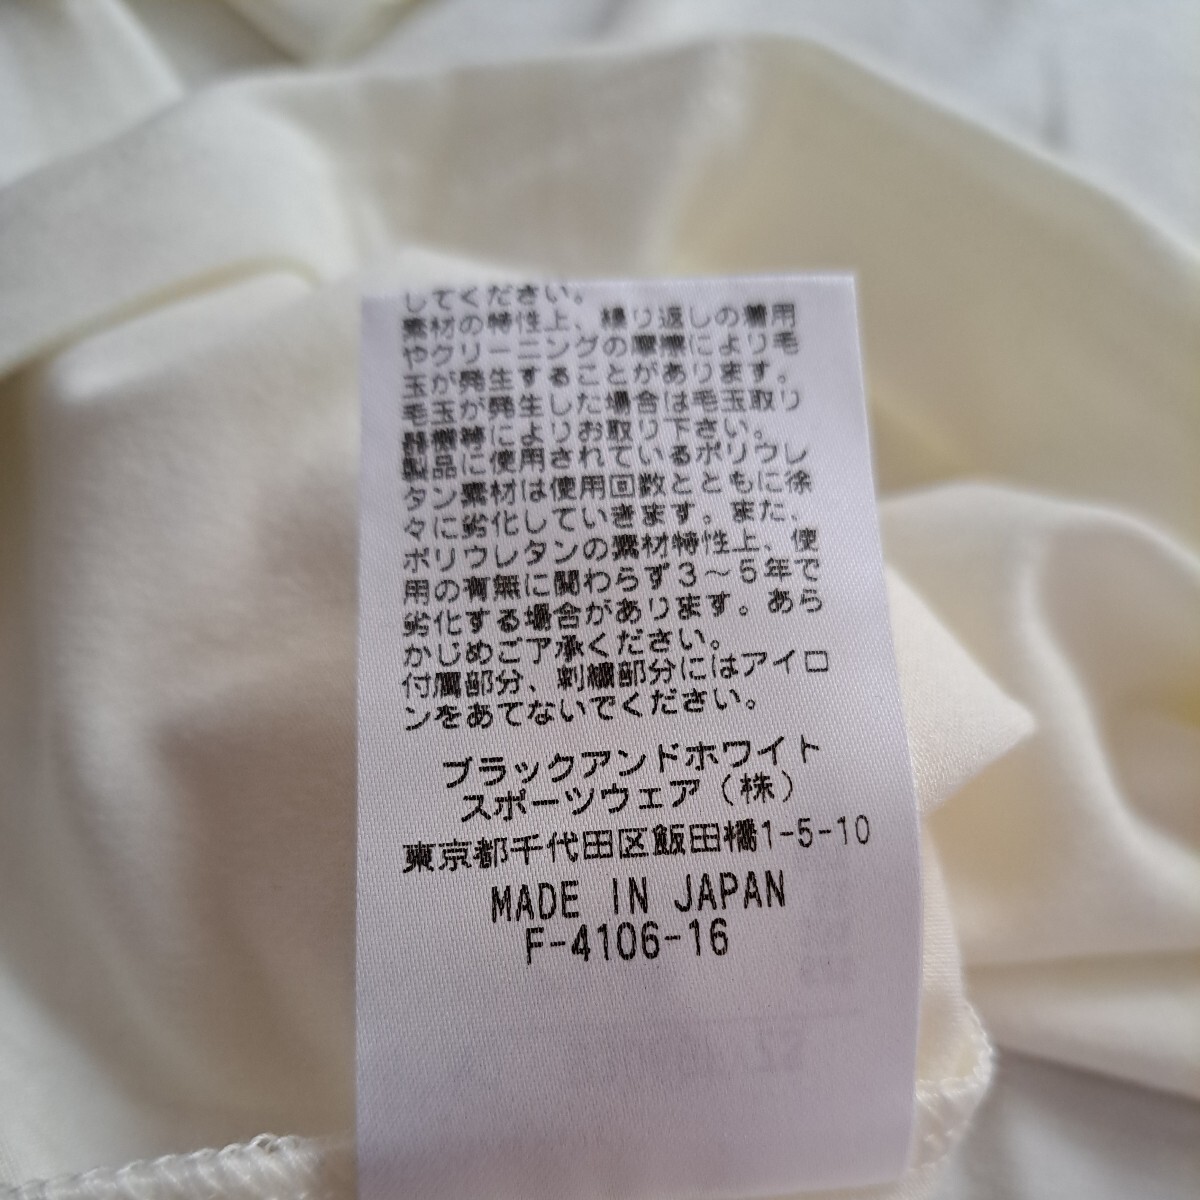 してください。
素材の特性上、繰り返しの着用
やクリーニングの摩擦により毛
玉が発生することがあります。
毛玉が発生した場合は毛玉取り
器機等によりお取り下さい。
製品に使用されているポリウレ
タン素材は使用回数とともに徐
々に劣化していきます。また、
ポリウレタンの素材特性上、使
用の有無に関わらず3～5年で
劣化する場合があります。あら
かじめご了承ください。
付属部分、刺繍部分にはアイロ
ンをあてないでください。
ブラックアンドホワイト
スポーツウェア（株）
東京都千代田区飯田橋1-5-10
MADE IN JAPAN
F-4106-16